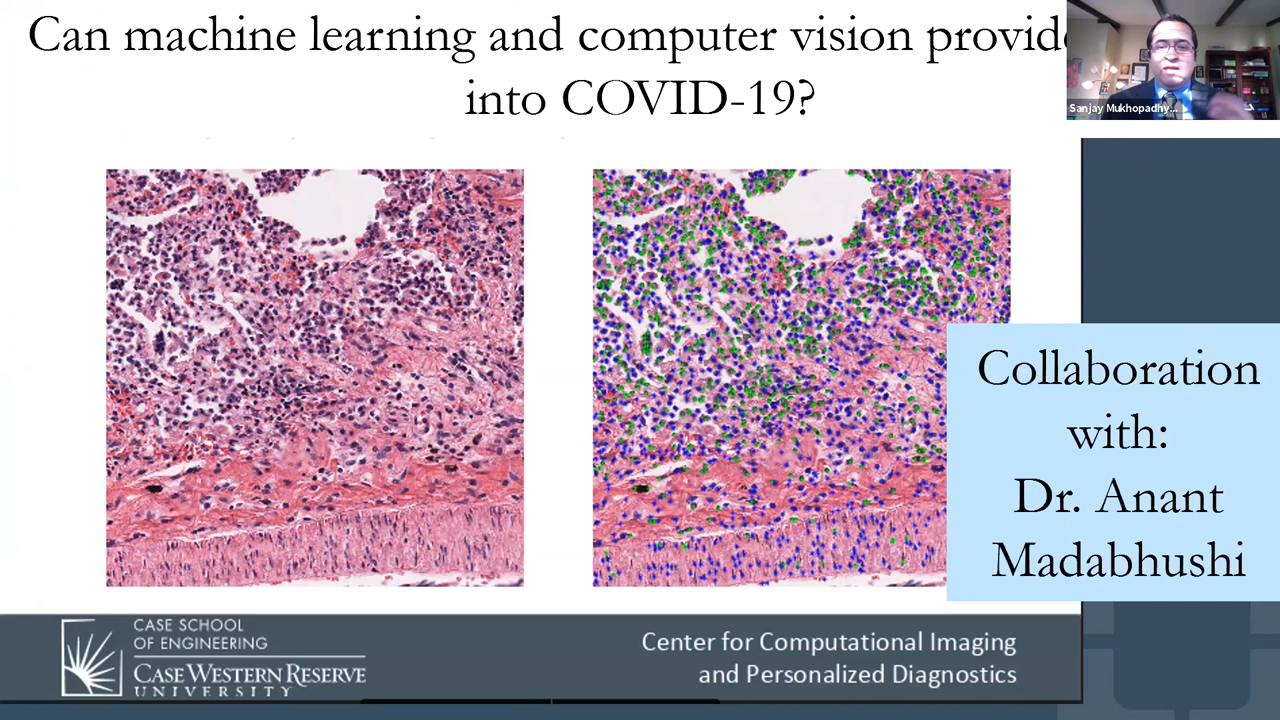 Can machine learning and computer vision provide
into COVID-19?
Sanjay Mukhopadhy...
Collaboration
with:
Dr. Anant
Madabhushi
CASE SCHOOL
OF ENGINEERING
CASE WESTERN RESERVE
UNIVERSITY
Center for Computational Imaging
and Personalized Diagnostics